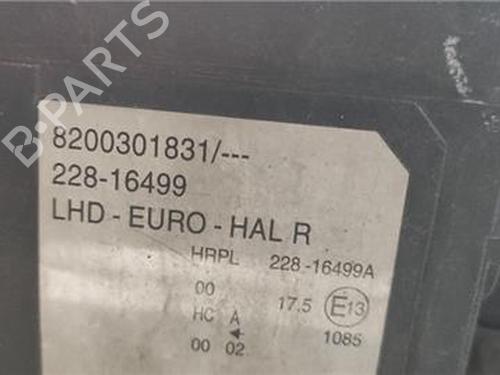 B-PARTS
8200301831/---
228-16499
LHD - EURO - HAL R
HRPL 228-16499A
00 17.5 E13
HC A 1085
00 02